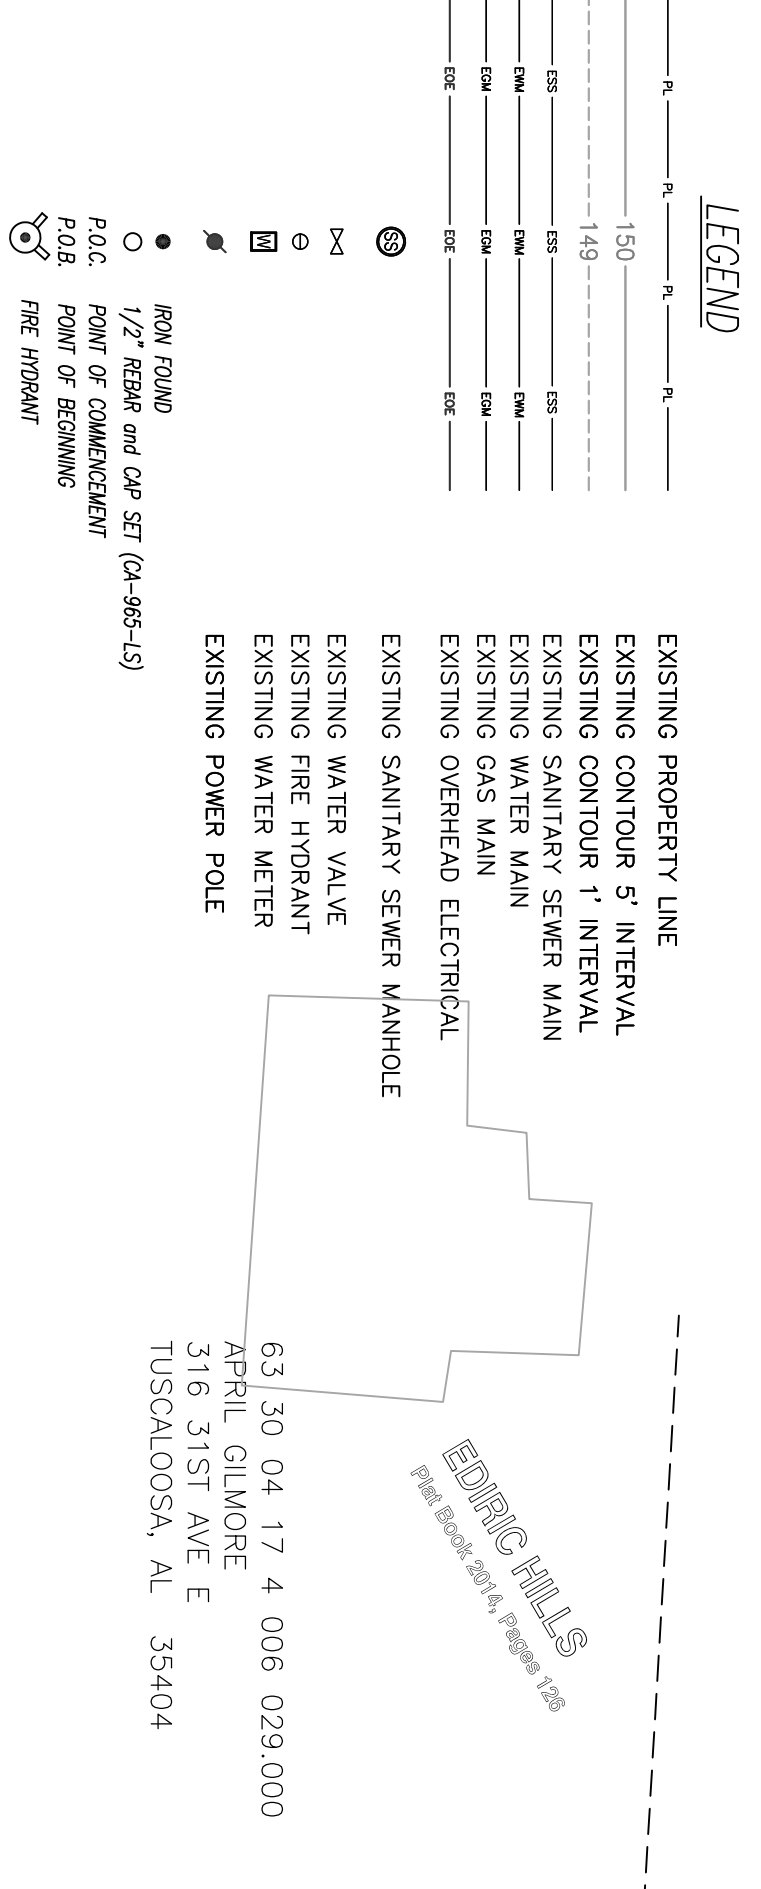 LEGEND
PL PL PL PL EXISTING PROPERTY LINE
150 EXISTING CONTOUR 5' INTERVAL
149 EXISTING CONTOUR 1' INTERVAL
ESS ESS ESS EXISTING SANITARY SEWER MAIN
EWM EWM EWM EXISTING WATER MAIN
EGM EGM EGM EXISTING GAS MAIN
EOE EOE EOE EXISTING OVERHEAD ELECTRICAL
SS EXISTING SANITARY SEWER MANHOLE
EXISTING WATER VALVE
EXISTING FIRE HYDRANT
W EXISTING WATER METER
EXISTING POWER POLE
IRON FOUND
1/2" REBAR and CAP SET (CA-965-LS)
P.O.C. POINT OF COMMENCEMENT
P.O.B. POINT OF BEGINNING
FIRE HYDRANT
EDIRIC HILLS
Plat Book 2014, Pages 126
63 30 04 17 4 006 029.000
APRIL GILMORE
316 31ST AVE E
TUSCALOOSA, AL 35404